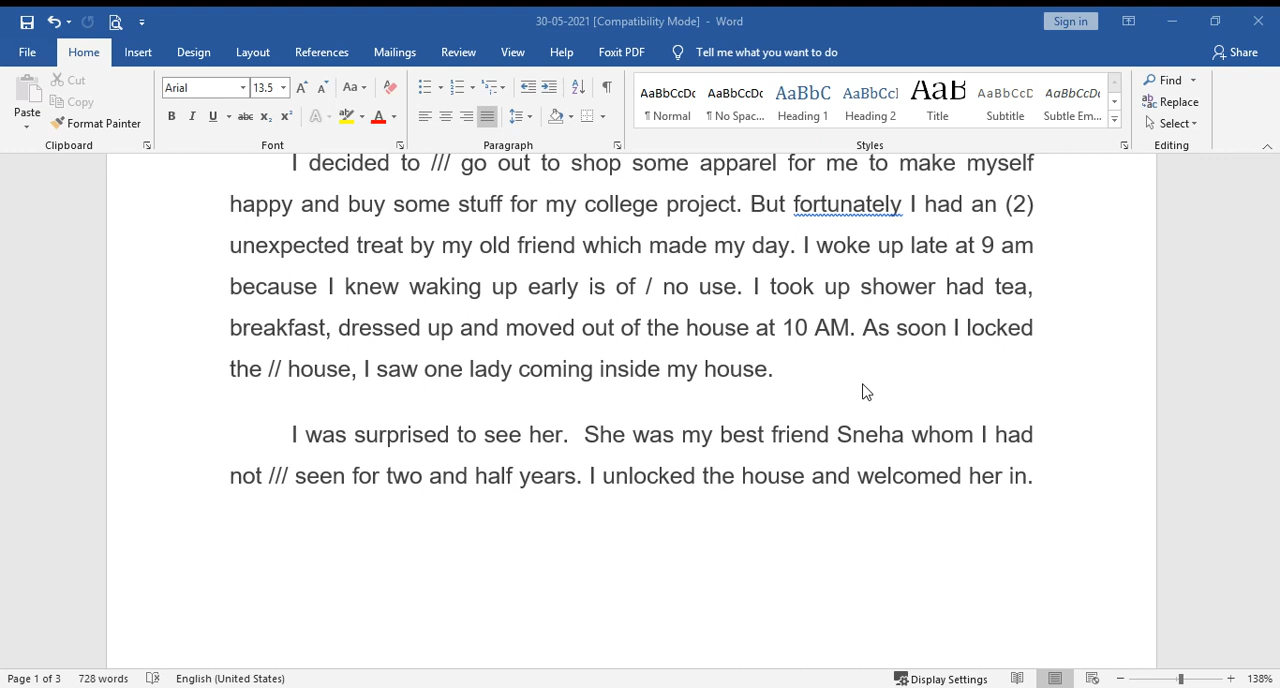 30-05-2021 [Compatibility Mode] - Word
Sign in
File Home Insert Design Layout References Mailings Review View Help Foxit PDF Tell me what you want to do Share
Paste
Cut
Copy
Format Painter
Clipboard
Arial 13.5
Aa
B I U abc x₂ x² A A
Font
Paragraph
AaBbCcDc AaBbCcDc AaBbC AaBbCcI AaB AaBbCcD AaBbCcDc
¶ Normal ¶ No Spac... Heading 1 Heading 2 Title Subtitle Subtle Em...
Styles
Find
Replace
Select
Editing
I decided to /// go out to shop some apparel for me to make myself
happy and buy some stuff for my college project. But fortunately I had an (2)
unexpected treat by my old friend which made my day. I woke up late at 9 am
because I knew waking up early is of / no use. I took up shower had tea,
breakfast, dressed up and moved out of the house at 10 AM. As soon I locked
the // house, I saw one lady coming inside my house.
I was surprised to see her.  She was my best friend Sneha whom I had
not /// seen for two and half years. I unlocked the house and welcomed her in.
Page 1 of 3 728 words English (United States) Display Settings 138%